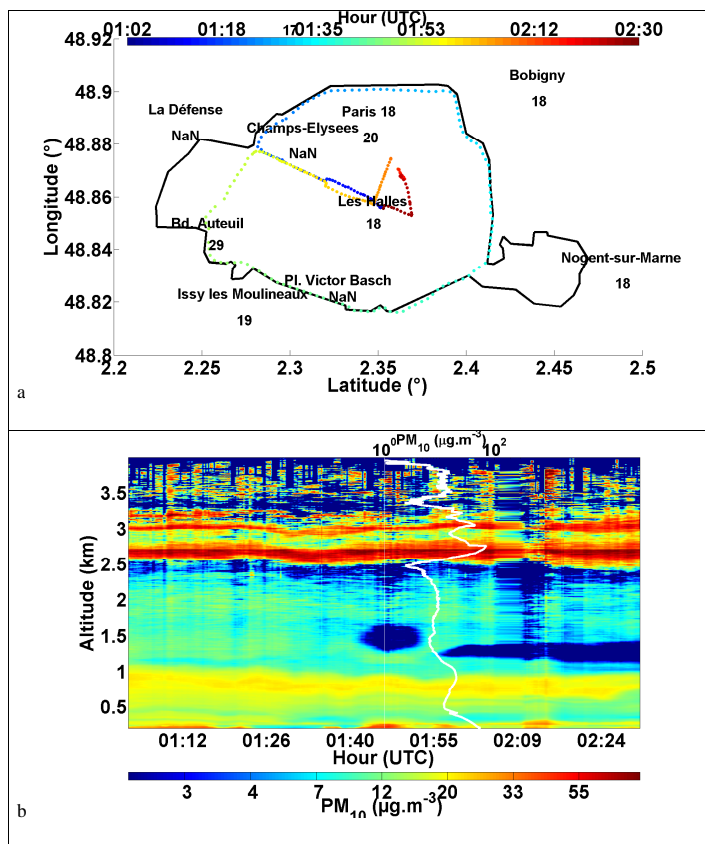 Hour (UTC)
01:02 01:18 17 01:35 01:53 02:12 02:30
48.92
48.9
48.88
48.86
48.84
48.82
48.8
Longitude (°)
Bobigny
18
La Défense
NaN
Paris 18
Champs-Elysees
20
NaN
Les Halles
18
Bd. Auteuil
29
Nogent-sur-Marne
18
Pl. Victor Basch
NaN
Issy les Moulineaux
19
2.2 2.25 2.3 2.35 2.4 2.45 2.5
Latitude (°)
a
10⁰ PM₁₀ (µg.m⁻³) 10²
3.5
3
2.5
2
1.5
1
0.5
Altitude (km)
01:12 01:26 01:40 01:55 02:09 02:24
Hour (UTC)
3 4 7 12 20 33 55
PM₁₀ (µg.m⁻³)
b